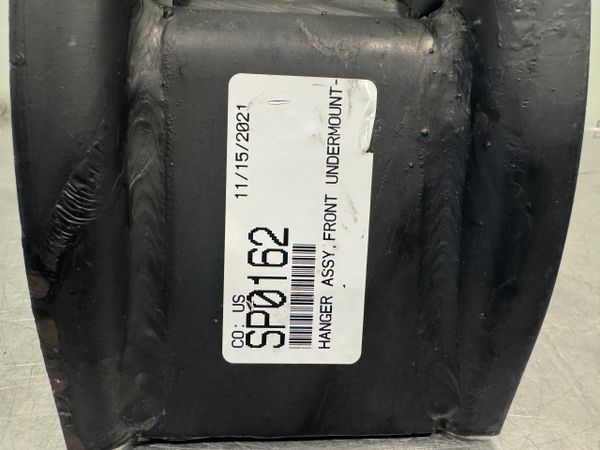 CO: US 11/15/2021
SP0162
HANGER ASSY,FRONT UNDERMOUNT-